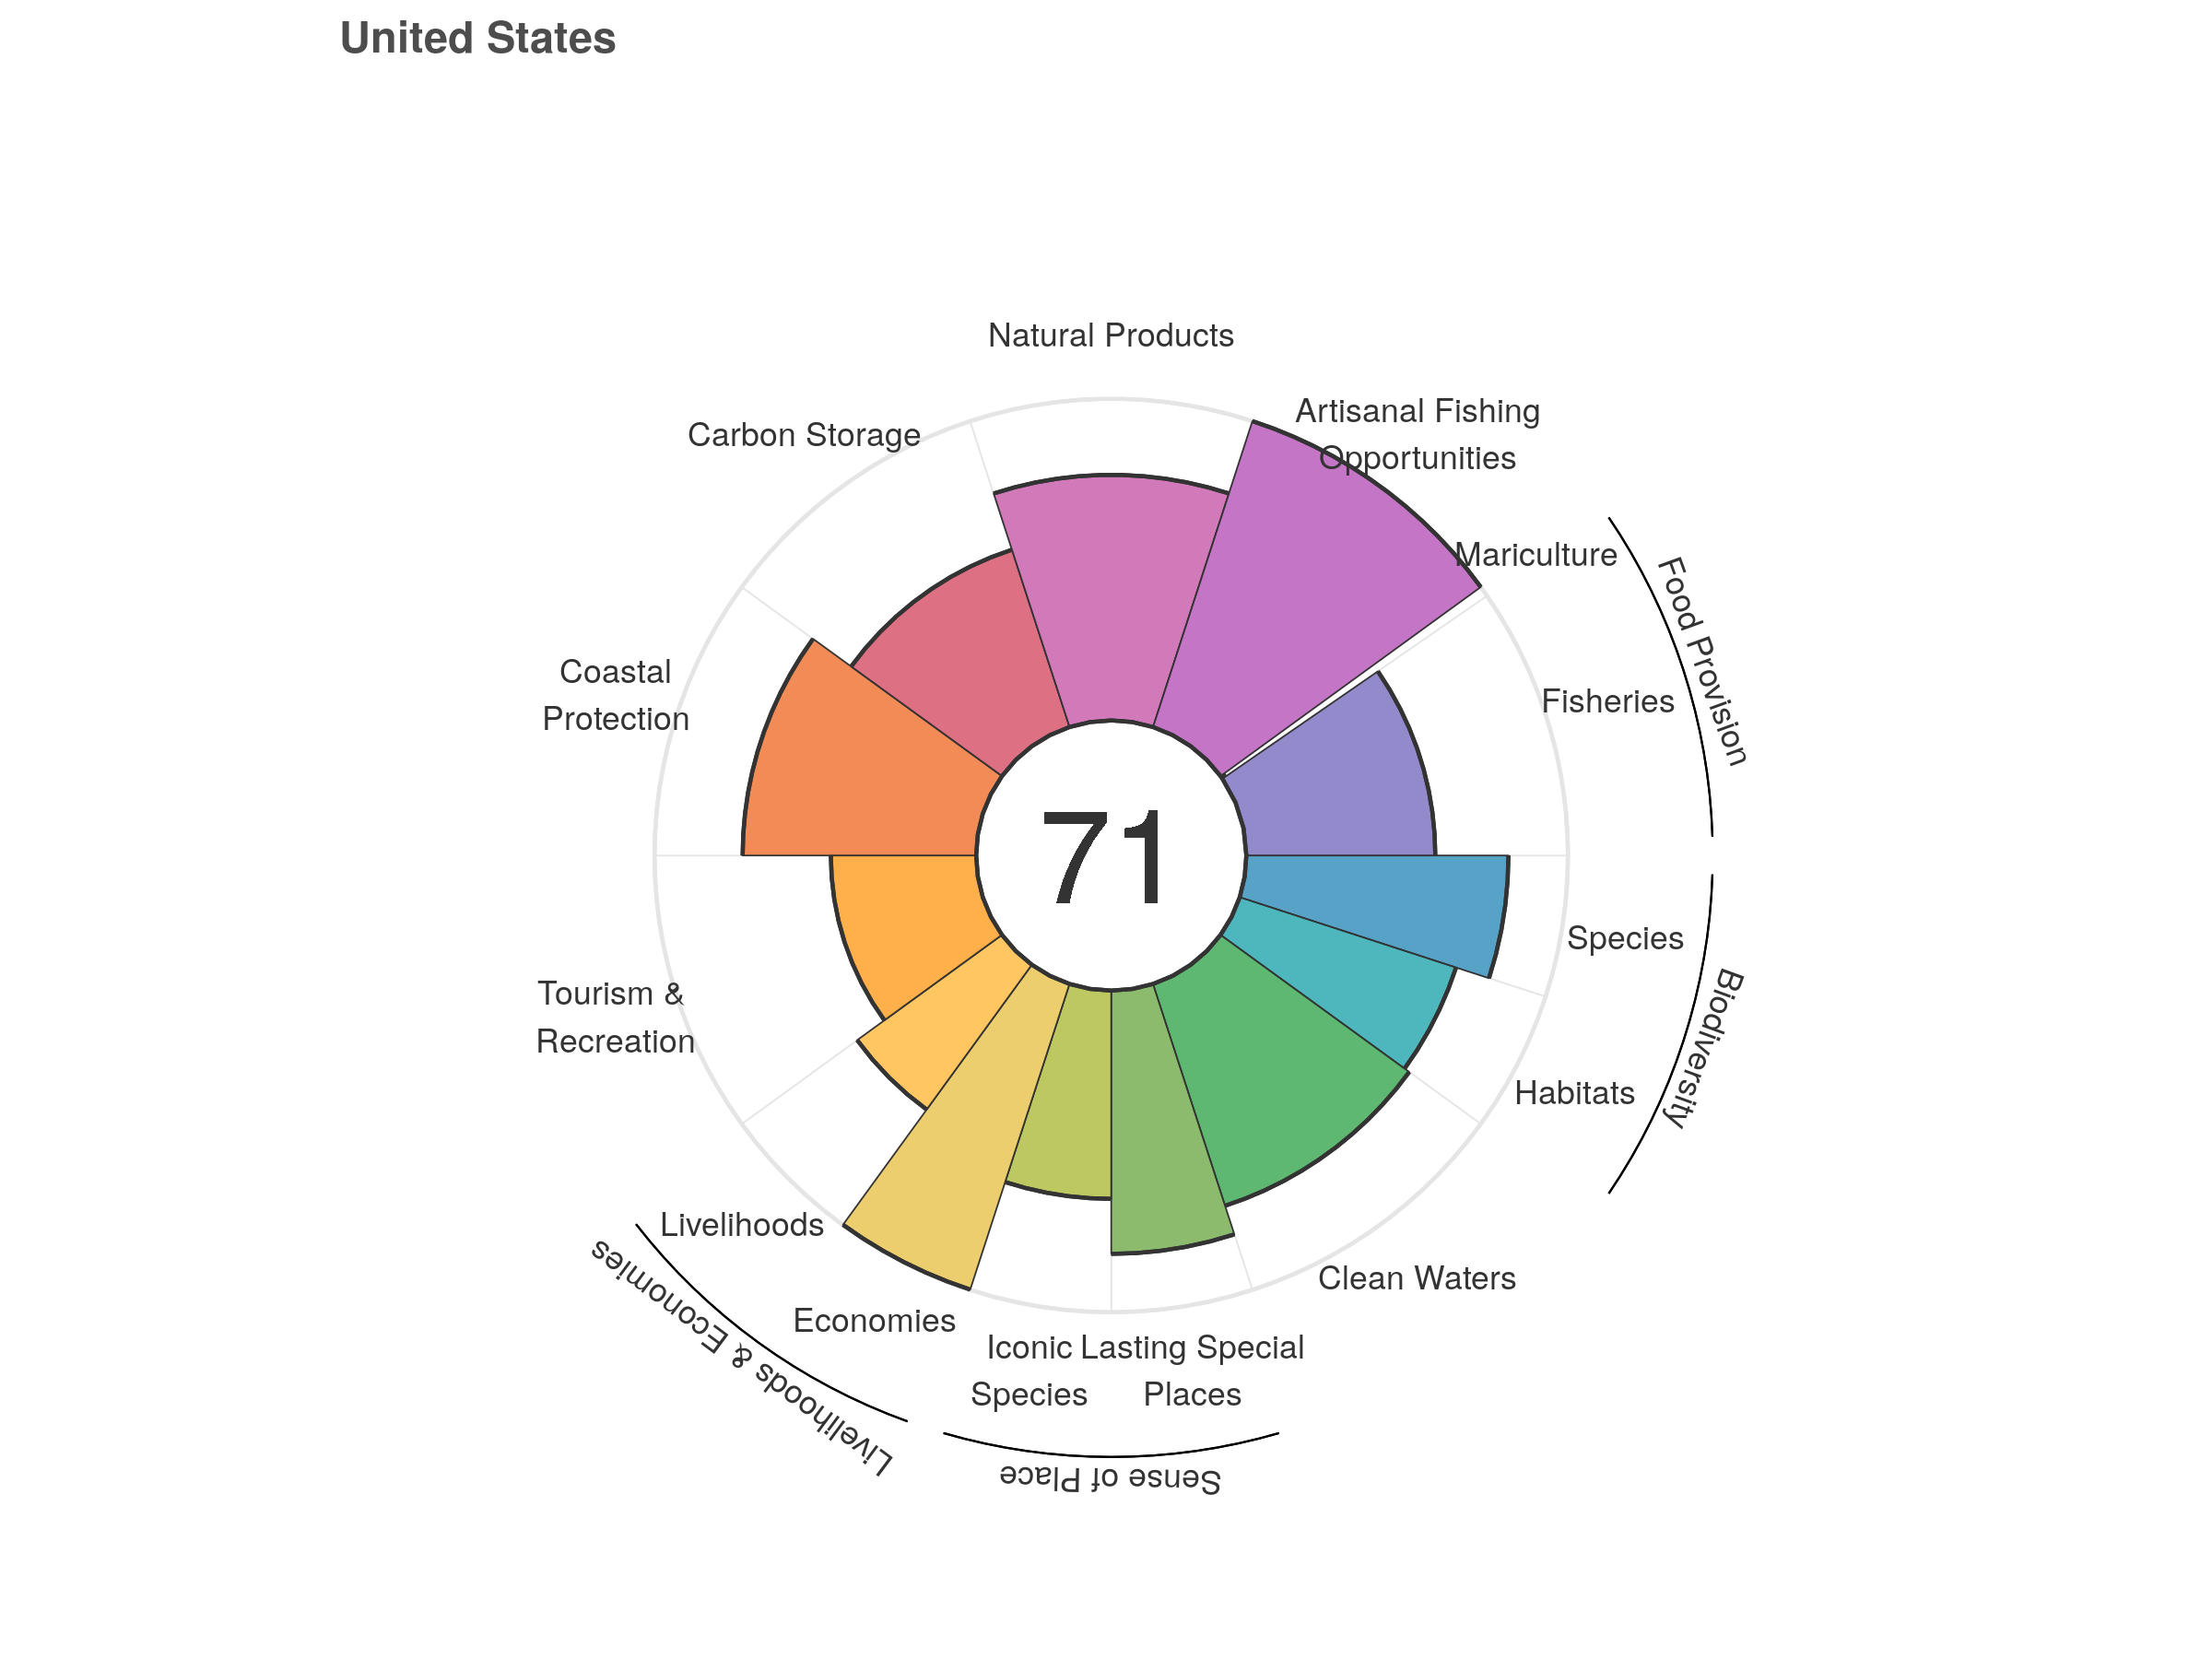 United States
Natural Products
Artisanal Fishing
Opportunities
Carbon Storage
Mariculture
Food Provision
Fisheries
Coastal
Protection
71
Species
Biodiversity
Tourism &
Recreation
Habitats
Livelihoods
Clean Waters
Economies
Livelihoods & Economies
Iconic
Species
Lasting Special
Places
Sense of Place